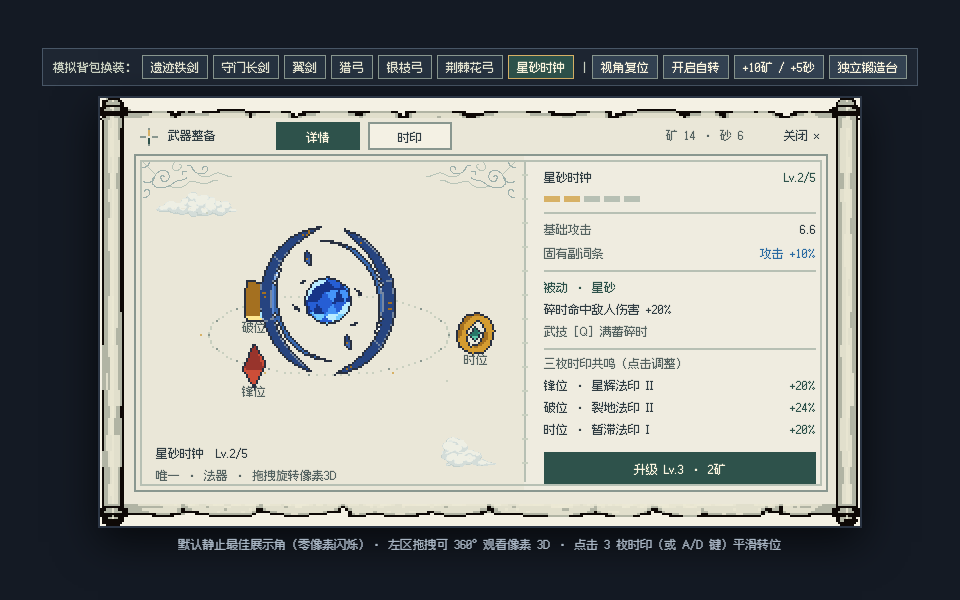 模拟背包换装: 遗迹铁剑 守门长剑 翼剑 猎弓 银枝弓 荆棘花弓 星砂时钟 | 视角复位 开启自转 +10矿 / +5砂 独立锻造台
武器整备 详情 时印 矿 14 · 砂 6 关闭 ×
星砂时钟 Lv.2/5
基础攻击 6.6
固有副词条 攻击 +10%
被动 · 星砂
碎时命中敌人伤害 +20%
武技 [Q] 满蓄碎时
三枚时印共鸣 (点击调整)
锋位 · 星辉法印 II +20%
破位 · 裂地法印 II +24%
时位 · 暂滞法印 I +20%
升级 Lv.3 · 2矿
破位
时位
锋位
星砂时钟 Lv.2/5
唯一 · 法器 · 拖拽旋转像素3D
默认静止最佳展示角 (零像素闪烁) · 左区拖拽可 360° 观看像素 3D · 点击 3 枚时印 (或 A/D 键) 平滑转位